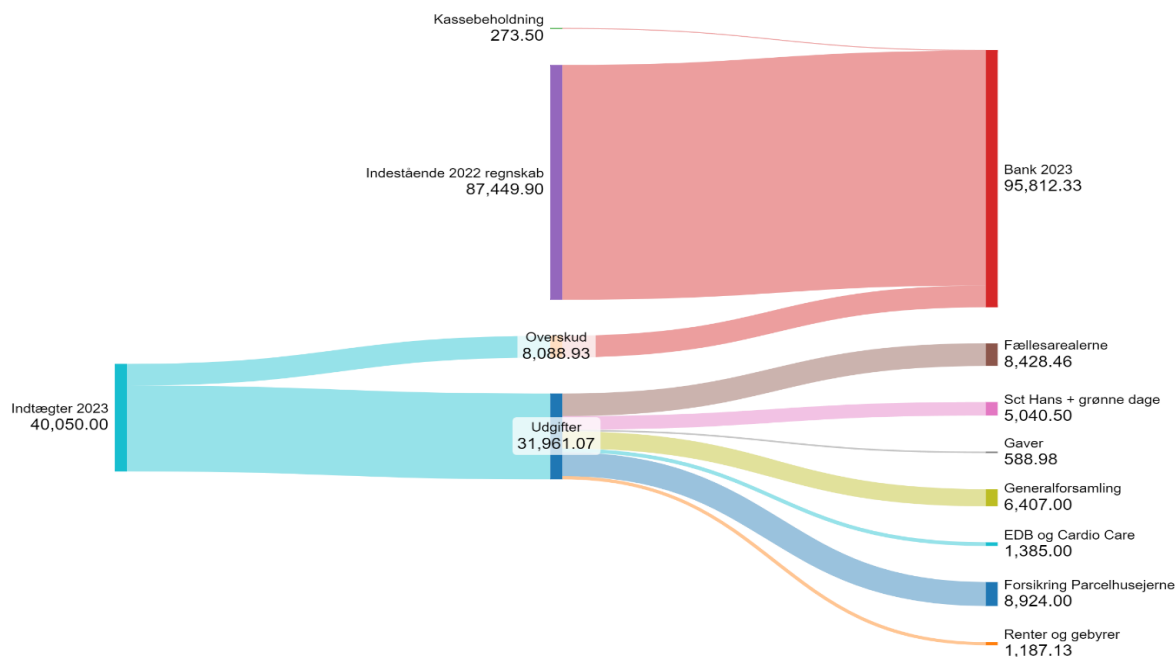 Kassebeholdning
273.50
Indestående 2022 regnskab
87,449.90
Bank 2023
95,812.33
Overskud
8,088.93
Indtægter 2023
40,050.00
Udgifter
31,961.07
Fællesarealerne
8,428.46
Sct Hans + grønne dage
5,040.50
Gaver
588.98
Generalforsamling
6,407.00
EDB og Cardio Care
1,385.00
Forsikring Parcelhusejerne
8,924.00
Renter og gebyrer
1,187.13